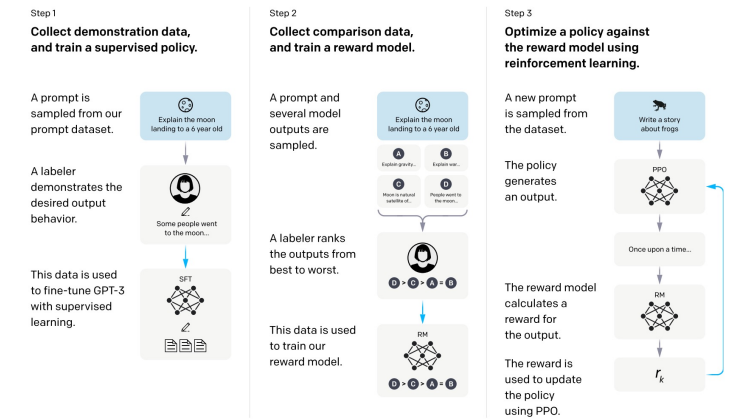 Step 1
Collect demonstration data,
and train a supervised policy.
A prompt is
sampled from our
prompt dataset.
Explain the moon
landing to a 6 year old
A labeler
demonstrates the
desired output
behavior.
Some people went
to the moon...
This data is used
to fine-tune GPT-3
with supervised
learning.
SFT
Step 2
Collect comparison data,
and train a reward model.
A prompt and
several model
outputs are
sampled.
Explain the moon
landing to a 6 year old
A
Explain gravity...
B
Explain war...
C
Moon is natural
satellite of...
D
People went to
the moon...
A labeler ranks
the outputs from
best to worst.
D > C > A = B
This data is used
to train our
reward model.
RM
D > C > A = B
Step 3
Optimize a policy against
the reward model using
reinforcement learning.
A new prompt
is sampled from
the dataset.
Write a story
about frogs
The policy
generates
an output.
PPO
Once upon a time...
The reward model
calculates a
reward for
the output.
RM
The reward is
used to update
the policy
using PPO.
rk